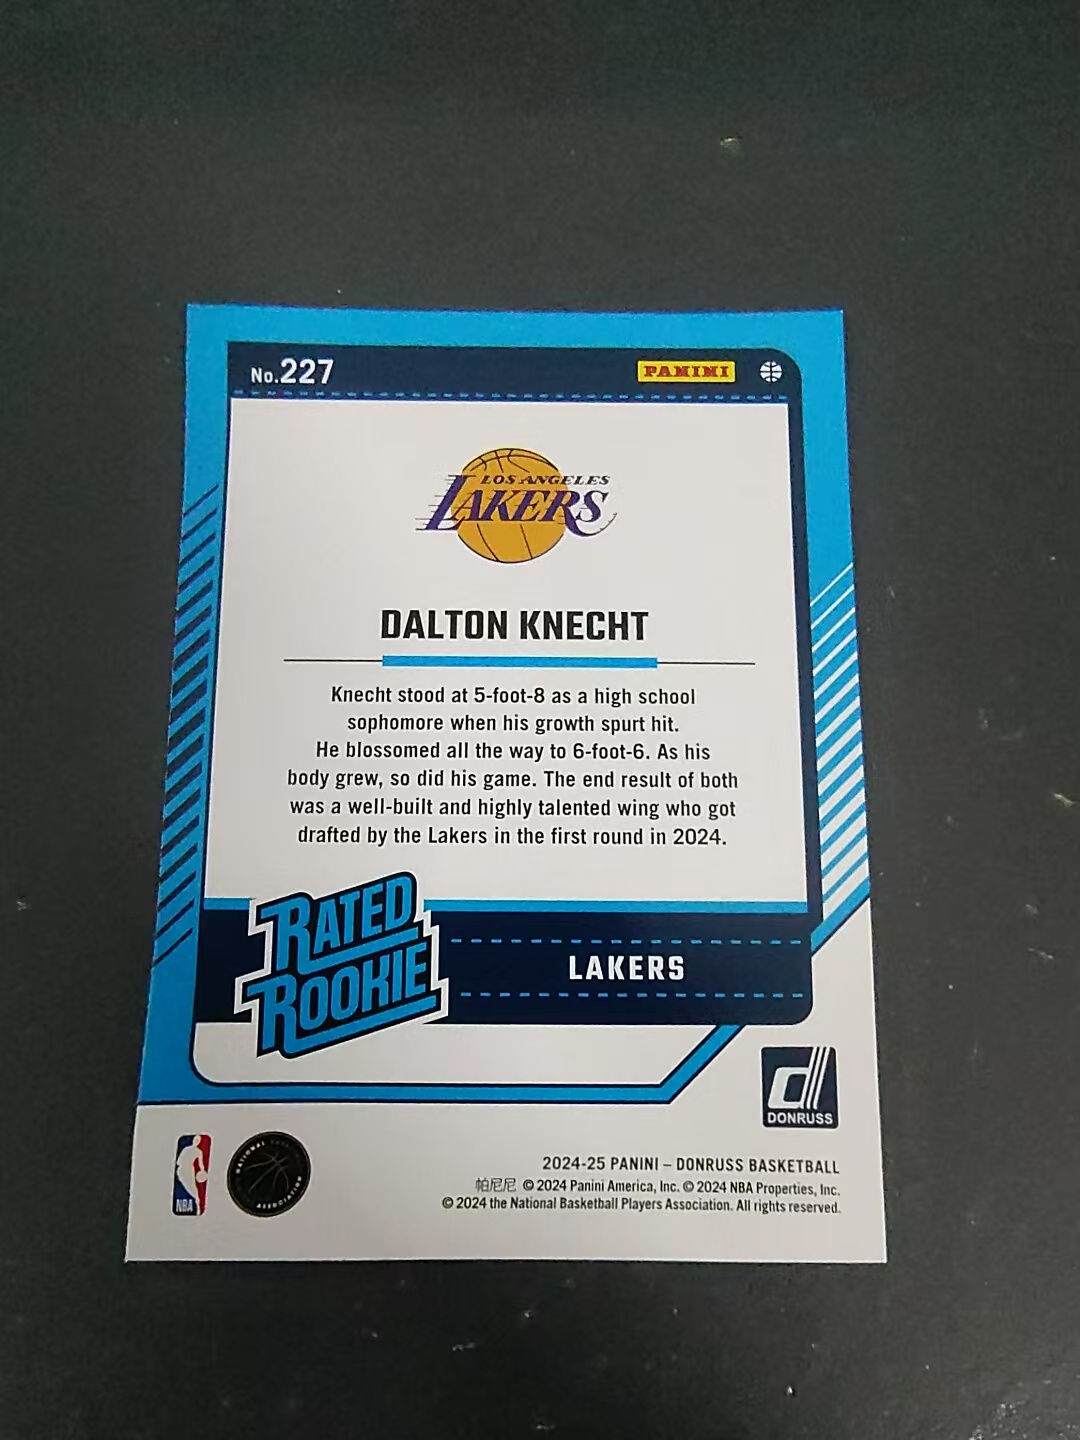 No.227
PANINI
LOS ANGELES
LAKERS
DALTON KNECHT
Knecht stood at 5-foot-8 as a high school
sophomore when his growth spurt hit.
He blossomed all the way to 6-foot-6. As his
body grew, so did his game. The end result of both
was a well-built and highly talented wing who got
drafted by the Lakers in the first round in 2024.
RATED
ROOKIE
LAKERS
DONRUSS
NBA
NATIONAL
ASSOCIATION
2024-25 PANINI – DONRUSS BASKETBALL
帕尼尼 © 2024 Panini America, Inc. © 2024 NBA Properties, Inc.
© 2024 the National Basketball Players Association. All rights reserved.